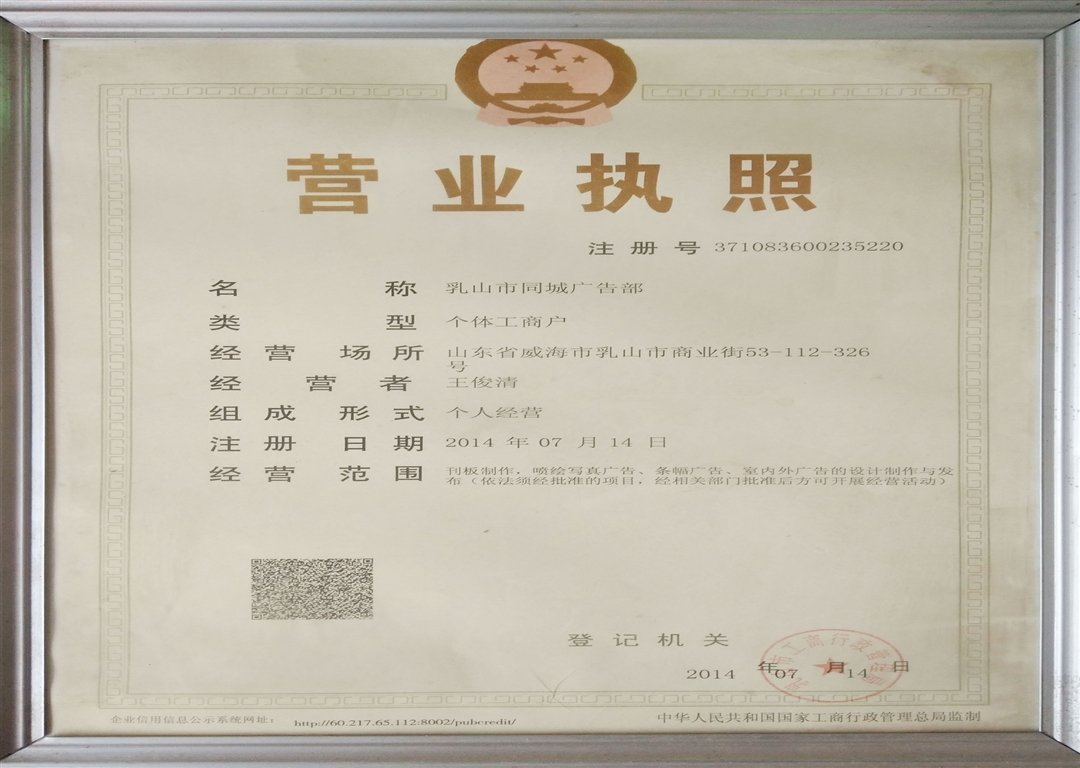 营业执照
注册号 371083600235220
名称 乳山市同城广告部
类型 个体工商户
经营场所 山东省威海市乳山市商业街53-112-326
号
经营者 王俊清
组成形式 个人经营
注册日期 2014 年 07 月 14 日
经营范围 刊板制作，喷绘写真广告、条幅广告、室内外广告的设计制作与发
布（依法须经批准的项目，经相关部门批准后方可开展经营活动）
登记机关
2014 年 07 月 14 日
企业信用信息公示系统网址： http://60.217.65.112:8002/pubcredit/
中华人民共和国国家工商行政管理总局监制